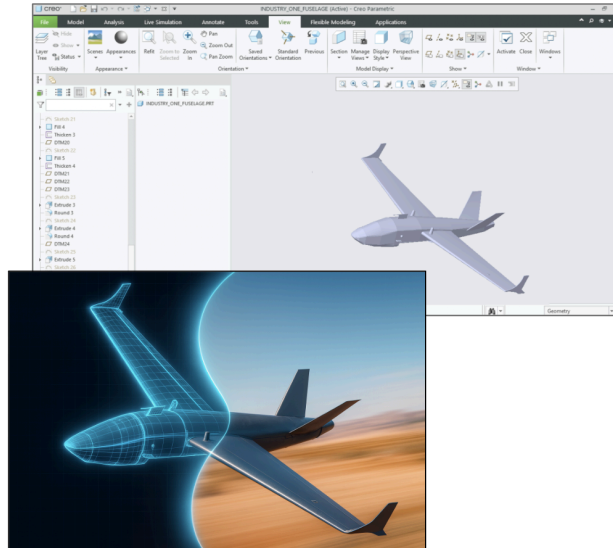 creo
INDUSTRY_ONE_FUSELAGE (Active) - Creo Parametric
File Model Analysis Live Simulation Annotate Tools View Flexible Modeling Applications
Layer Tree
Hide
Show
Status
Visibility
Scenes Appearances
Appearance
Refit Zoom to Selected Zoom In
Pan
Zoom Out
Pan Zoom
Saved Orientations Standard Orientation Previous
Orientation
Section Manage Views Display Style Perspective View
Model Display
Show
Activate Close Windows
Window
INDUSTRY_ONE_FUSELAGE.PRT
Sketch 21
Fill 4
Thicken 3
DTM20
Sketch 22
Fill 5
Thicken 4
DTM21
DTM22
DTM23
Sketch 23
Extrude 3
Round 3
Sketch 24
Extrude 4
Round 4
DTM24
Sketch 25
Extrude 5
Sketch 26
Geometry